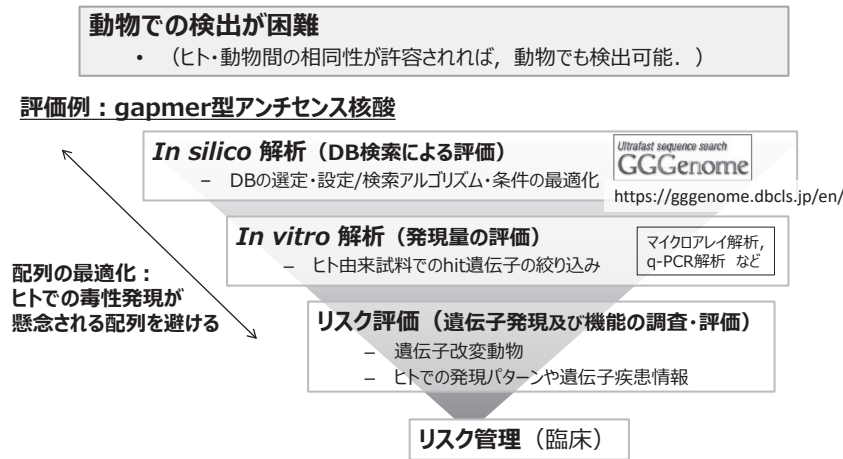 動物での検出が困難
• （ヒト・動物間の相同性が許容されれば，動物でも検出可能．）
評価例：gapmer型アンチセンス核酸
In silico 解析（DB検索による評価）
– DBの選定・設定/検索アルゴリズム・条件の最適化
Ultrafast sequence search
GGGenome
https://gggenome.dbcls.jp/en/
In vitro 解析（発現量の評価）
– ヒト由来試料でのhit遺伝子の絞り込み
マイクロアレイ解析，
q-PCR解析 など
配列の最適化：
ヒトでの毒性発現が
懸念される配列を避ける
リスク評価（遺伝子発現及び機能の調査・評価）
– 遺伝子改変動物
– ヒトでの発現パターンや遺伝子疾患情報
リスク管理（臨床）